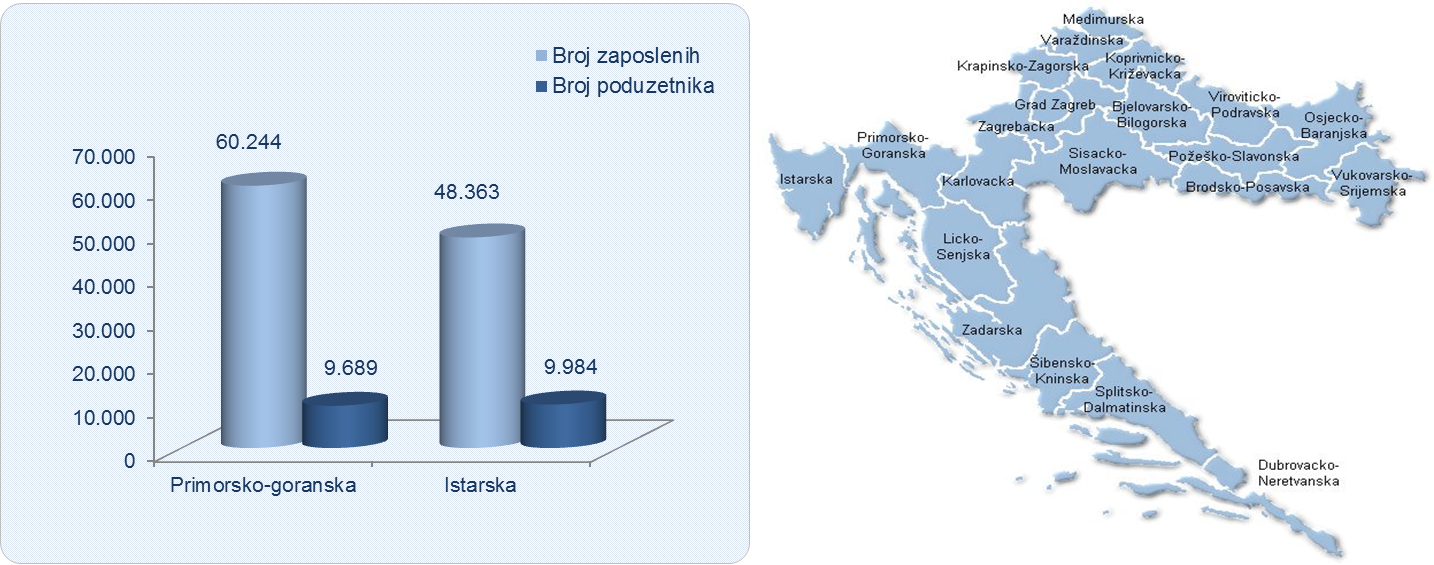 Broj zaposlenih
Broj poduzetnika
60.244
48.363
9.689
9.984
70.000
60.000
50.000
40.000
30.000
20.000
10.000
0
Primorsko-goranska
Istarska
Medimurska
Varaždinska
Krapinsko-Zagorska
Koprivnicko-
Križevacka
Grad Zagreb
Bjelovarsko-
Bilogorska
Viroviticko-
Podravska
Osjecko-
Baranjska
Zagrebacka
Primorsko-
Goranska
Istarska
Karlovacka
Sisacko-
Moslavacka
Požeško-Slavonska
Brodsko-Posavska
Vukovarsko-
Srijemska
Licko-
Senjska
Zadarska
Šibensko-
Kninska
Splitsko-
Dalmatinska
Dubrovacko-
Neretvanska